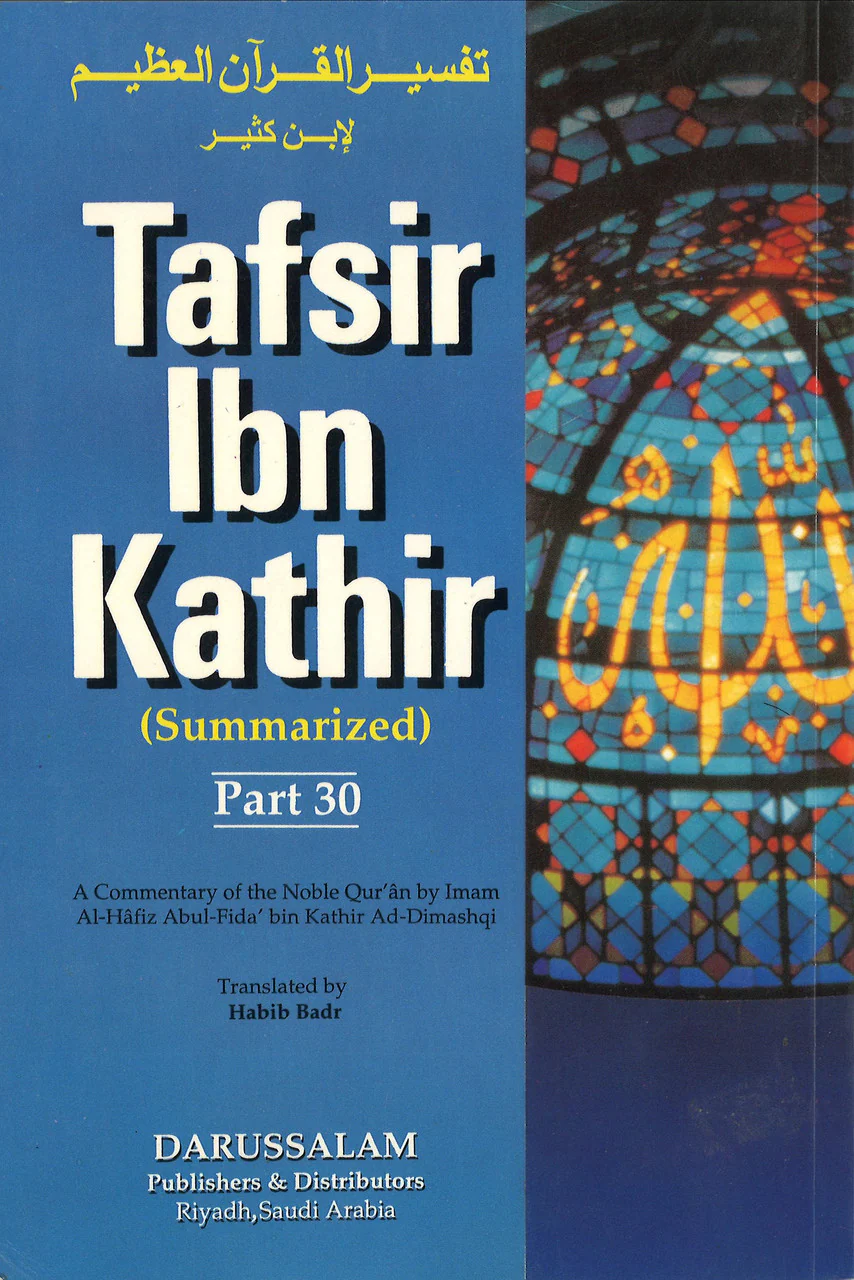 تفسير القرآن العظيم
لإبن كثير
Tafsir
Ibn
Kathir
(Summarized)
Part 30
A Commentary of the Noble Qur'ân by Imam
Al-Hâfiz Abul-Fida' bin Kathir Ad-Dimashqi
Translated by
Habib Badr
DARUSSALAM
Publishers & Distributors
Riyadh,Saudi Arabia
الله